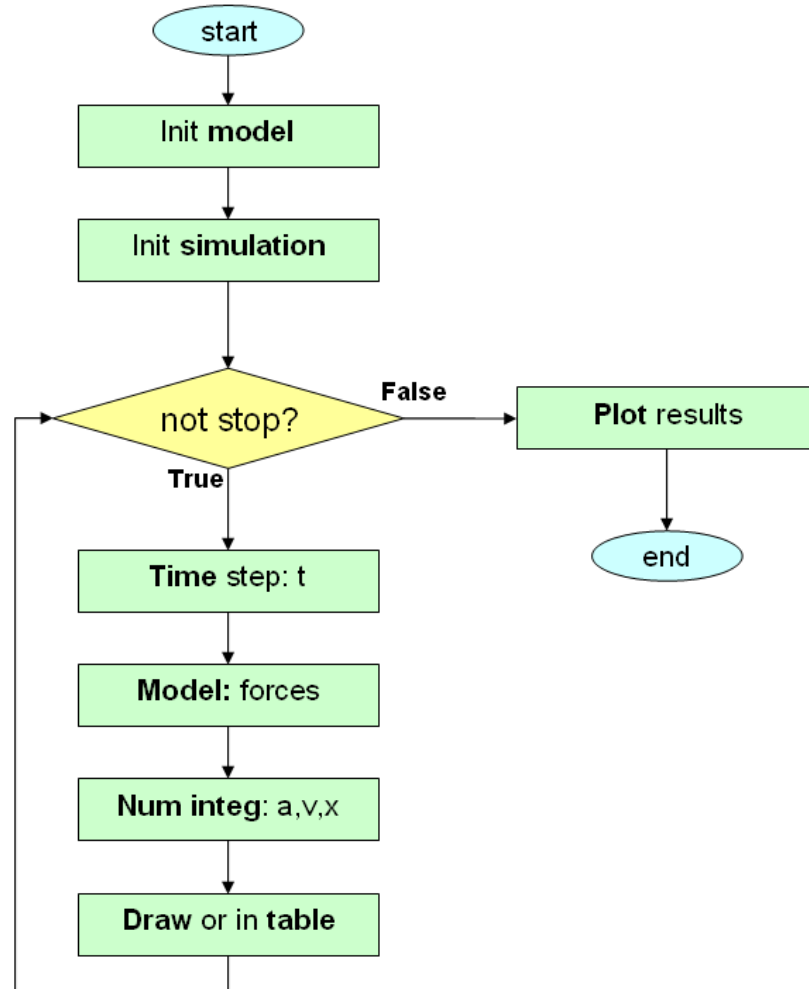 start
Init model
Init simulation
not stop?
False
Plot results
True
end
Time step: t
Model: forces
Num integ: a,v,x
Draw or in table